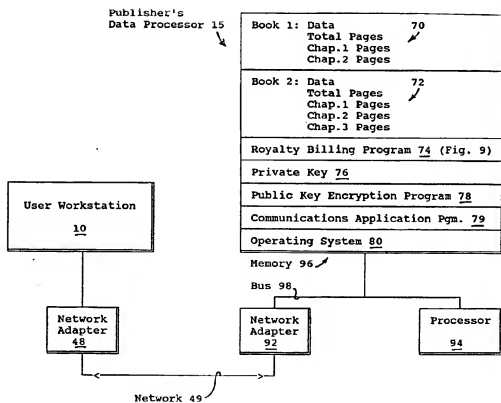 Publisher's
Data Processor 15
Book 1: Data 70
Total Pages
Chap.1 Pages
Chap.2 Pages
Book 2: Data 72
Total Pages
Chap.1 Pages
Chap.2 Pages
Chap.3 Pages
Royalty Billing Program 74 (Fig. 9)
Private Key 76
Public Key Encryption Program 78
Communications Application Pgm. 79
Operating System 80
Memory 96
Bus 98
User Workstation
10
Network
Adapter
48
Network
Adapter
92
Processor
94
Network 49